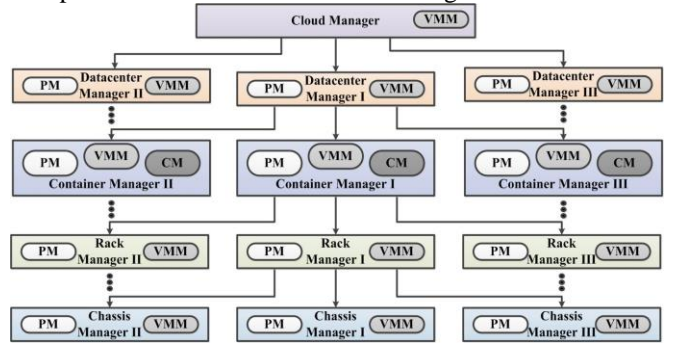 Cloud Manager VMM
PM Datacenter Manager II VMM
PM Datacenter Manager I VMM
PM Datacenter Manager III VMM
PM VMM CM
Container Manager II
PM VMM CM
Container Manager I
PM VMM CM
Container Manager III
PM Rack Manager II VMM
PM Rack Manager I VMM
PM Rack Manager III VMM
PM Chassis Manager II VMM
PM Chassis Manager I VMM
PM Chassis Manager III VMM